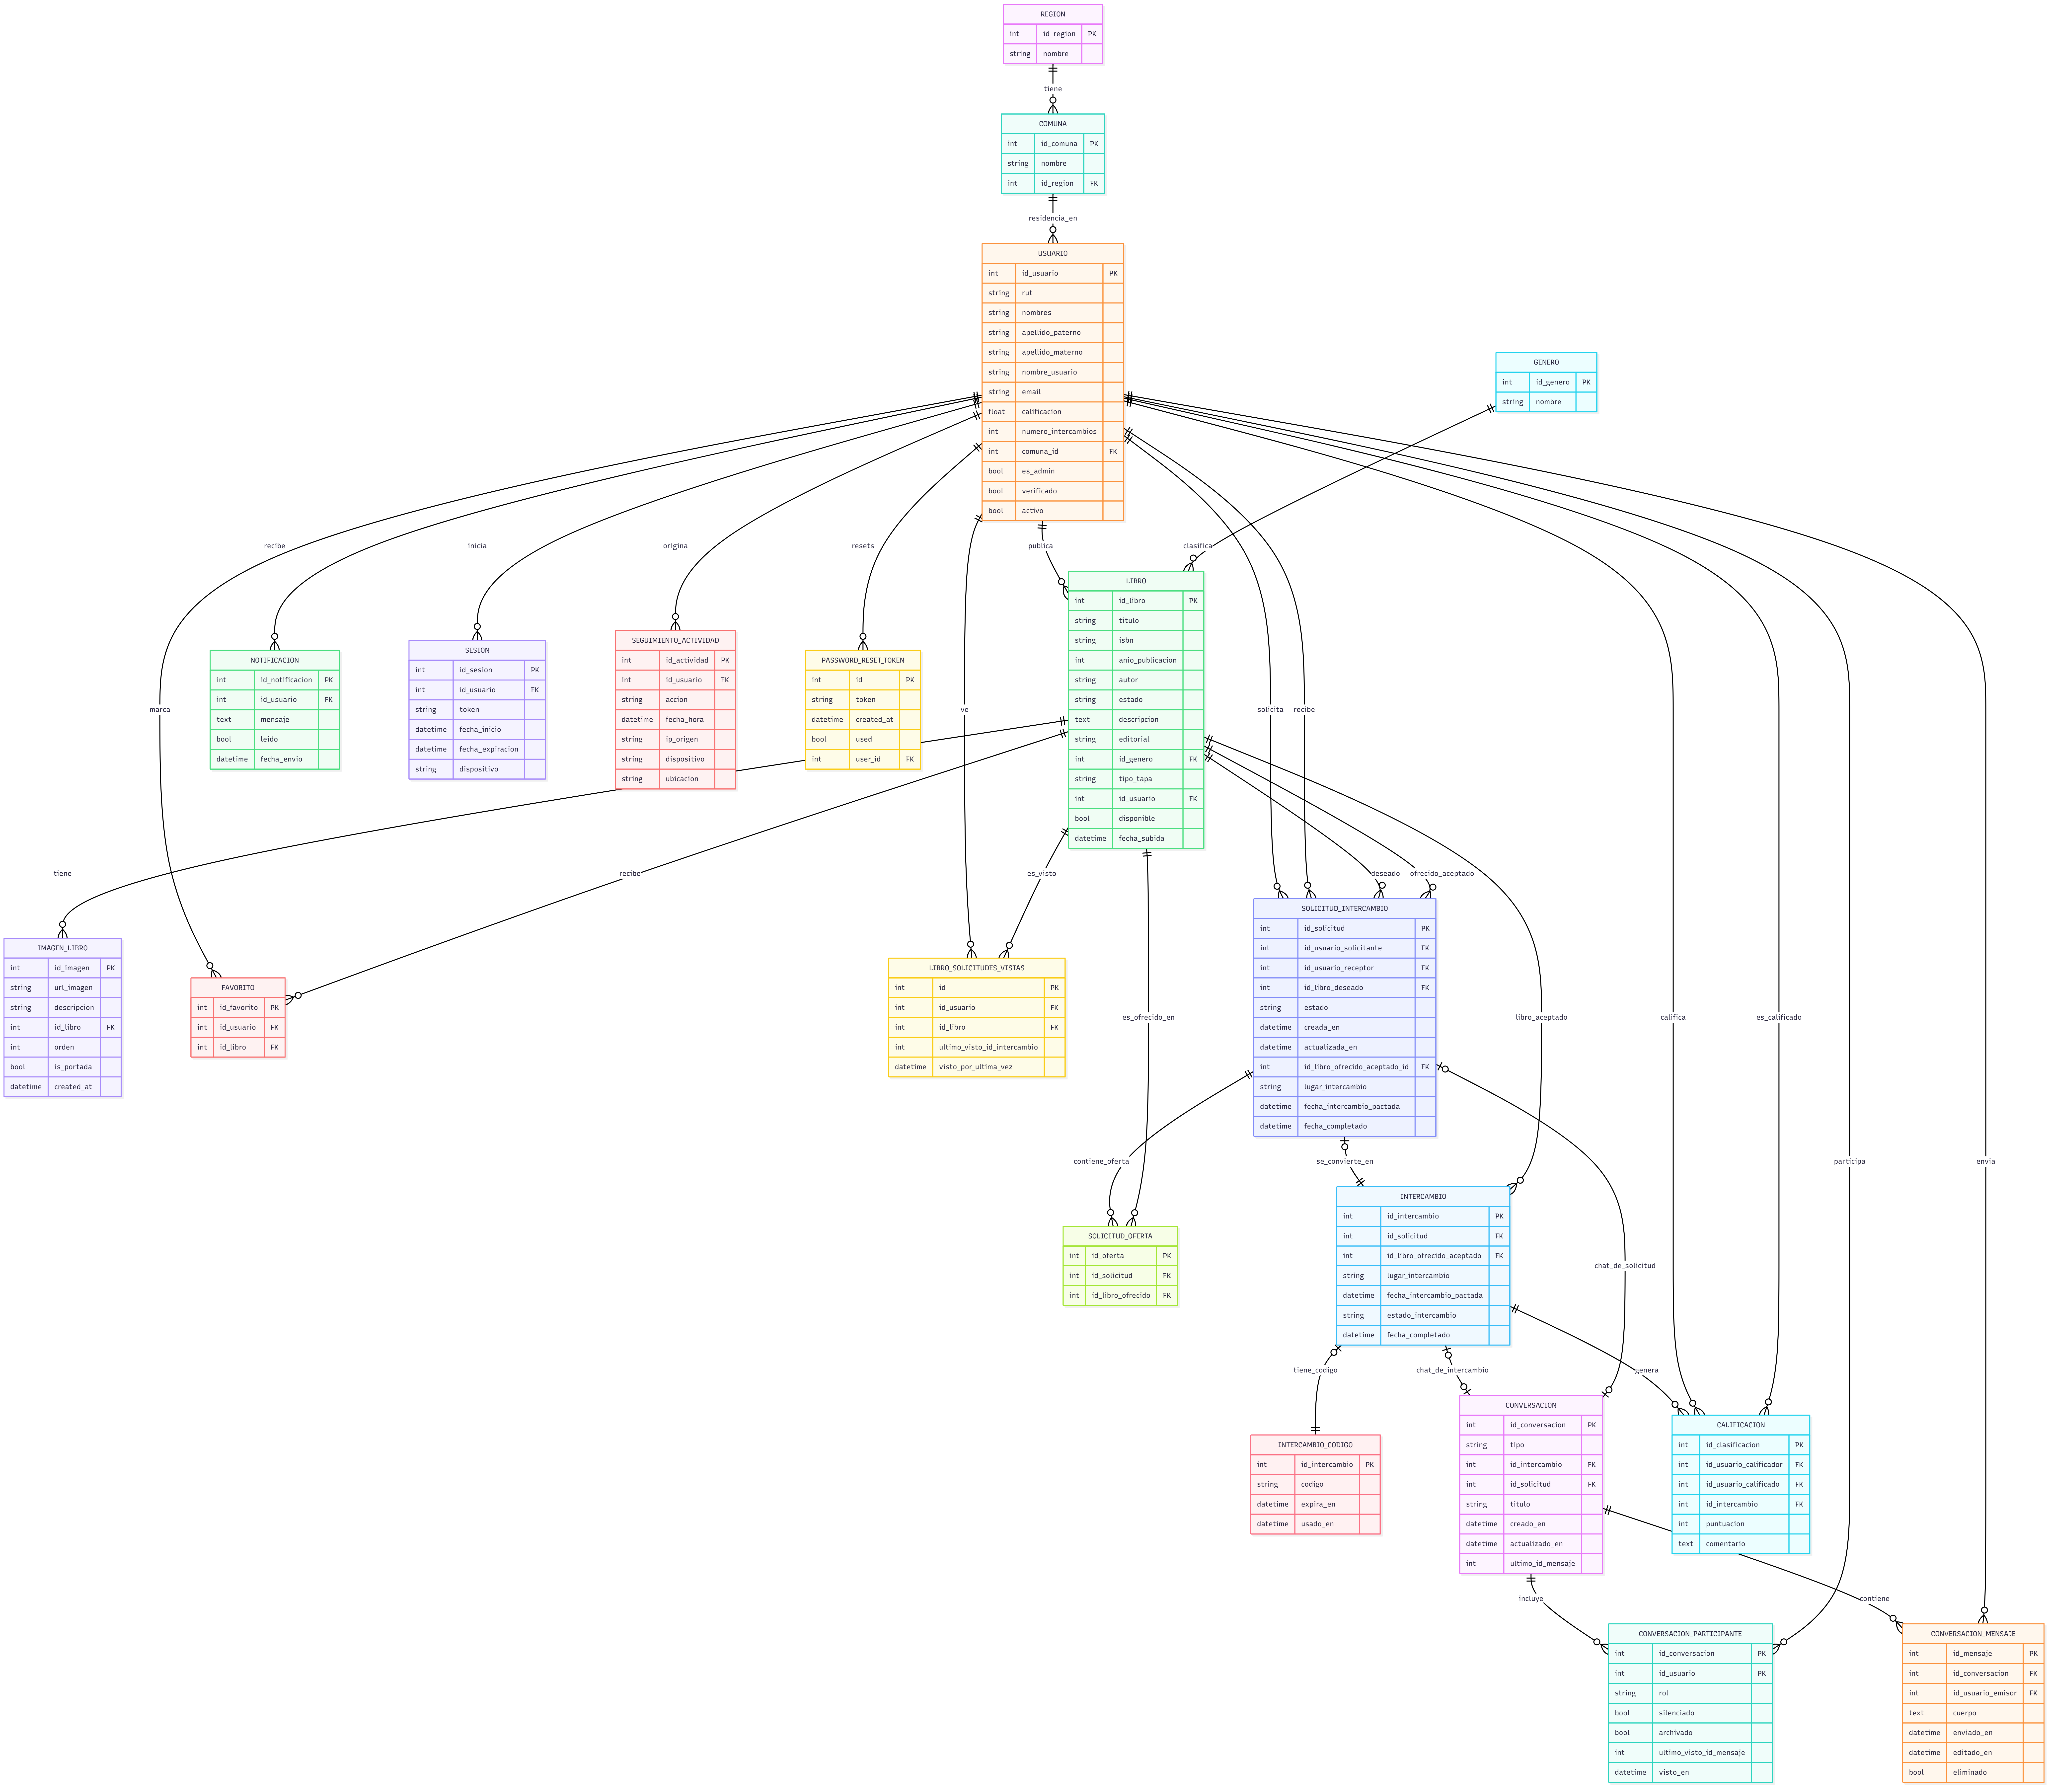 REGION
int id_region PK
string nombre
tiene
COMUNA
int id_comuna PK
string nombre
int id_region FK
residencia_en
USUARIO
int id_usuario PK
string rut
string nombres
string apellido_paterno
string apellido_materno
string nombre_usuario
string email
float calificacion
int numero_intercambios
int comuna_id FK
bool es_admin
bool verificado
bool activo
GENERO
int id_genero PK
string nombre
recibe
inicia
origina
resets
publica
clasifica
LIBRO
int id_libro PK
string titulo
string isbn
int anio_publicacion
string autor
string estado
text descripcion
string editorial
int id_genero FK
string tipo_tapa
int id_usuario FK
bool disponible
datetime fecha_subida
NOTIFICACION
int id_notificacion PK
int id_usuario FK
text mensaje
bool leido
datetime fecha_envio
SESION
int id_sesion PK
int id_usuario FK
string token
datetime fecha_inicio
datetime fecha_expiracion
string dispositivo
SEGUIMIENTO_ACTIVIDAD
int id_actividad PK
int id_usuario FK
string accion
datetime fecha_hora
string ip_origen
string dispositivo
string ubicacion
PASSWORD_RESET_TOKEN
int id PK
string token
datetime created_at
bool used
int user_id FK
marca
ve
solicita
recibe
tiene
recibe
es_visto
deseado
ofrecido_aceptado
IMAGEN_LIBRO
int id_imagen PK
string url_imagen
string descripcion
int id_libro FK
int orden
bool is_portada
datetime created_at
FAVORITO
int id_favorito PK
int id_usuario FK
int id_libro FK
LIBRO_SOLICITUDES_VISTAS
int id PK
int id_usuario FK
int id_libro FK
int ultimo_visto_id_intercambio
datetime visto_por_ultima_vez
SOLICITUD_INTERCAMBIO
int id_solicitud PK
int id_usuario_solicitante FK
int id_usuario_receptor FK
int id_libro_deseado FK
string estado
datetime creada_en
datetime actualizada_en
int id_libro_ofrecido_aceptado_id FK
string lugar_intercambio
datetime fecha_intercambio_pactada
datetime fecha_completado
es_ofrecido_en
libro_aceptado
califica
es_calificado
contiene_oferta
se_convierte_en
participa
envia
SOLICITUD_OFERTA
int id_oferta PK
int id_solicitud FK
int id_libro_ofrecido FK
INTERCAMBIO
int id_intercambio PK
int id_solicitud FK
int id_libro_ofrecido_aceptado FK
string lugar_intercambio
datetime fecha_intercambio_pactada
string estado_intercambio
datetime fecha_completado
chat_de_solicitud
tiene_codigo
chat_de_intercambio
genera
INTERCAMBIO_CODIGO
int id_intercambio PK
string codigo
datetime expira_en
datetime usado_en
CONVERSACION
int id_conversacion PK
string tipo
int id_intercambio FK
int id_solicitud FK
string titulo
datetime creado_en
datetime actualizado_en
int ultimo_id_mensaje
CALIFICACION
int id_clasificacion PK
int id_usuario_calificador FK
int id_usuario_calificado FK
int id_intercambio FK
int puntuacion
text comentario
incluye
contiene
CONVERSACION_PARTICIPANTE
int id_conversacion PK
int id_usuario PK
string rol
bool silenciado
bool archivado
int ultimo_visto_id_mensaje
datetime visto_en
CONVERSACION_MENSAJE
int id_mensaje PK
int id_conversacion FK
int id_usuario_emisor FK
text cuerpo
datetime enviado_en
datetime editado_en
bool eliminado